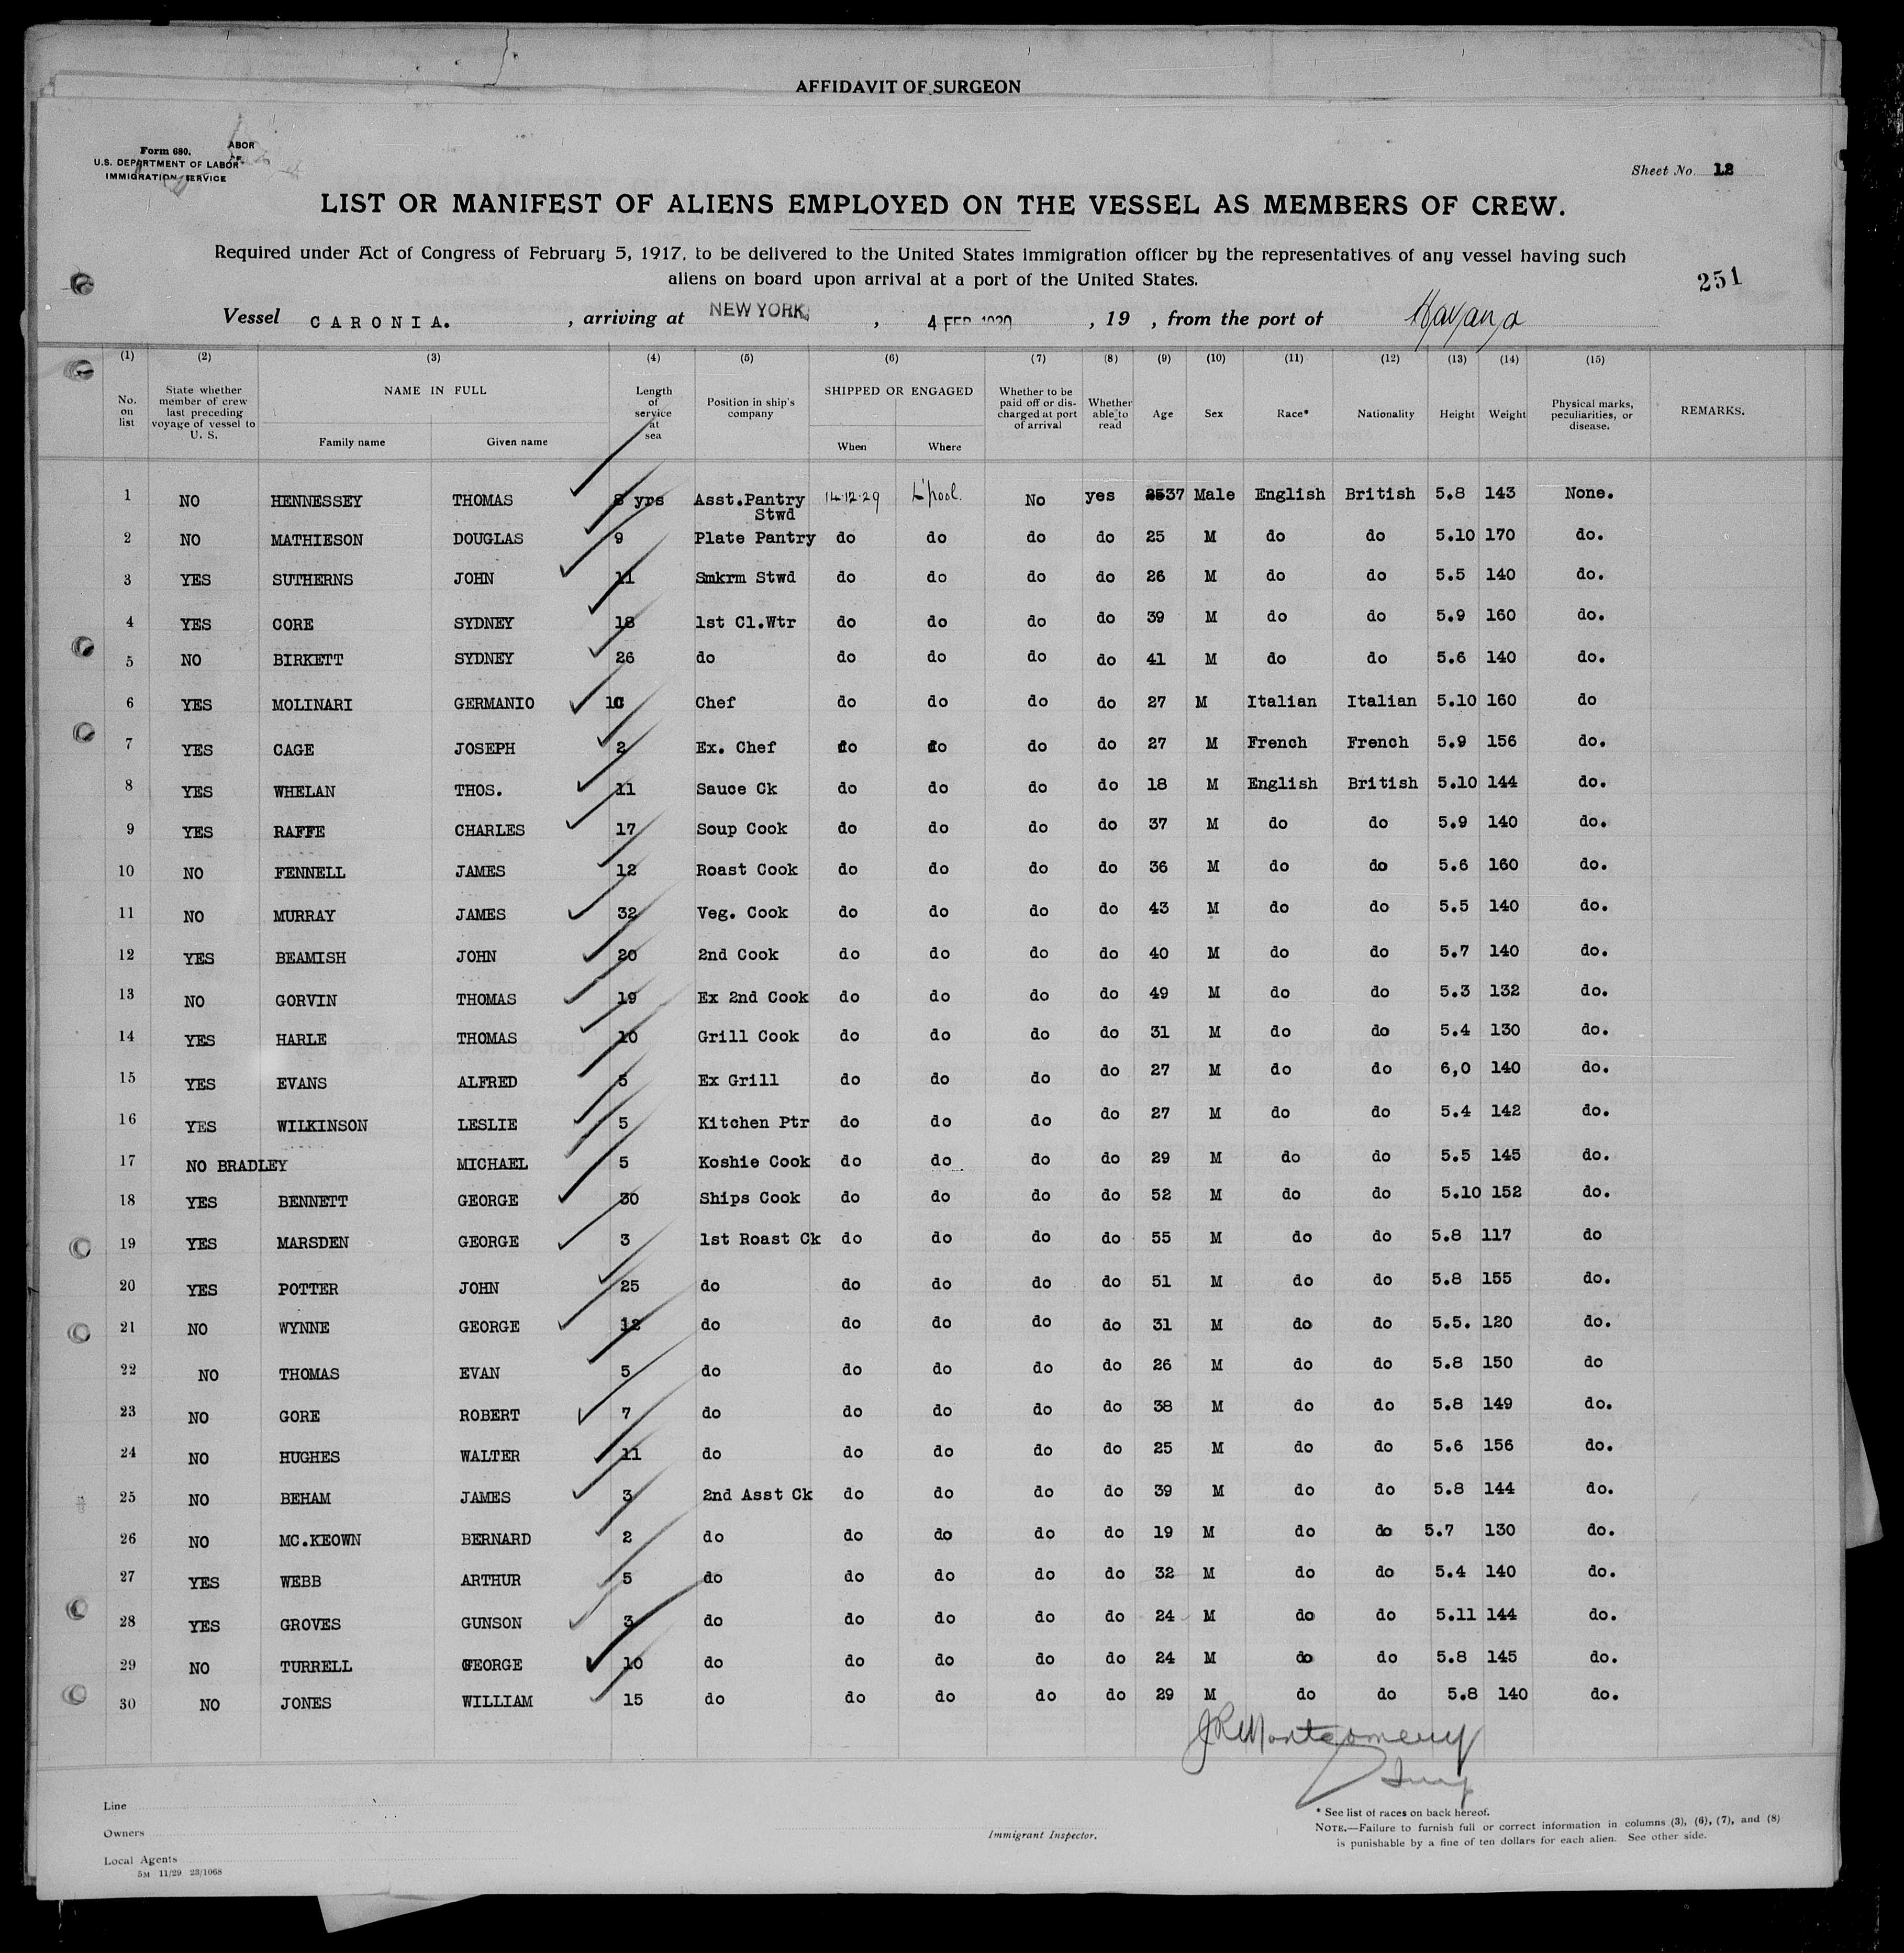 AFFIDAVIT OF SURGEON
Form 680.
ABOR
U.S. DEPARTMENT OF LABOR
IMMIGRATION SERVICE
Sheet No. 12
LIST OR MANIFEST OF ALIENS EMPLOYED ON THE VESSEL AS MEMBERS OF CREW.
Required under Act of Congress of February 5, 1917, to be delivered to the United States immigration officer by the representatives of any vessel having such
aliens on board upon arrival at a port of the United States.
251
Vessel CARONIA. , arriving at NEW YORK, , 4 FEB 1930 , 19 , from the port of Havana
(1) (2) (3) (4) (5) (6) (7) (8) (9) (10) (11) (12) (13) (14) (15)
No. on list State whether member of crew last preceding voyage of vessel to U. S. NAME IN FULL Family name Given name Length of service at sea Position in ship's company SHIPPED OR ENGAGED When Where Whether to be paid off or discharged at port of arrival Whether able to read Age Sex Race* Nationality Height Weight Physical marks, peculiarities, or disease. REMARKS.
1 NO HENNESSEY THOMAS 8 yrs Asst.Pantry Stwd 14.12.29 L'pool. No yes 37 Male English British 5.8 143 None.
2 NO MATHIESON DOUGLAS 9 Plate Pantry do do do do 25 M do do 5.10 170 do.
3 YES SUTHERNS JOHN 11 Smkrm Stwd do do do do 26 M do do 5.5 140 do.
4 YES CORE SYDNEY 18 1st Cl.Wtr do do do do 39 M do do 5.9 160 do.
5 NO BIRKETT SYDNEY 26 do do do do do 41 M do do 5.6 140 do.
6 YES MOLINARI GERMANIO 10 Chef do do do do 27 M Italian Italian 5.10 160 do
7 YES CAGE JOSEPH 2 Ex. Chef do do do do 27 M French French 5.9 156 do.
8 YES WHELAN THOS. 11 Sauce Ck do do do do 18 M English British 5.10 144 do.
9 YES RAFFE CHARLES 17 Soup Cook do do do do 37 M do do 5.9 140 do.
10 NO FENNELL JAMES 12 Roast Cook do do do do 36 M do do 5.6 160 do.
11 NO MURRAY JAMES 32 Veg. Cook do do do do 43 M do do 5.5 140 do.
12 YES BEAMISH JOHN 20 2nd Cook do do do do 40 M do do 5.7 140 do.
13 NO GORVIN THOMAS 19 Ex 2nd Cook do do do do 49 M do do 5.3 132 do.
14 YES HARLE THOMAS 10 Grill Cook do do do do 31 M do do 5.4 130 do.
15 YES EVANS ALFRED 5 Ex Grill do do do do 27 M do do 6,0 140 do.
16 YES WILKINSON LESLIE 5 Kitchen Ptr do do do do 27 M do do 5.4 142 do.
17 NO BRADLEY MICHAEL 5 Koshie Cook do do do do 29 M do do 5.5 145 do.
18 YES BENNETT GEORGE 30 Ships Cook do do do do 52 M do do 5.10 152 do.
19 YES MARSDEN GEORGE 3 1st Roast Ck do do do do 55 M do do 5.8 117 do
20 YES POTTER JOHN 25 do do do do do 51 M do do 5.8 155 do.
21 NO WYNNE GEORGE 12 do do do do do 31 M do do 5.5. 120 do.
22 NO THOMAS EVAN 5 do do do do do 26 M do do 5.8 150 do
23 NO GORE ROBERT 7 do do do do do 38 M do do 5.8 149 do.
24 NO HUGHES WALTER 11 do do do do do 25 M do do 5.6 156 do.
25 NO BEHAM JAMES 3 2nd Asst Ck do do do do 39 M do do 5.8 144 do.
26 NO MC.KEOWN BERNARD 2 do do do do do 19 M do do 5.7 130 do.
27 YES WEBB ARTHUR 5 do do do do do 32 M do do 5.4 140 do.
28 YES GROVES GUNSON 3 do do do do do 24 M do do 5.11 144 do.
29 NO TURRELL GEORGE 10 do do do do do 24 M do do 5.8 145 do.
30 NO JONES WILLIAM 15 do do do do do 29 M do do 5.8 140 do.
JRMontgomery
Surg
Line
Owners
Local Agents
5M 11/29 23/1068
Immigrant Inspector.
* See list of races on back hereof.
NOTE.—Failure to furnish full or correct information in columns (3), (6), (7), and (8)
is punishable by a fine of ten dollars for each alien. See other side.